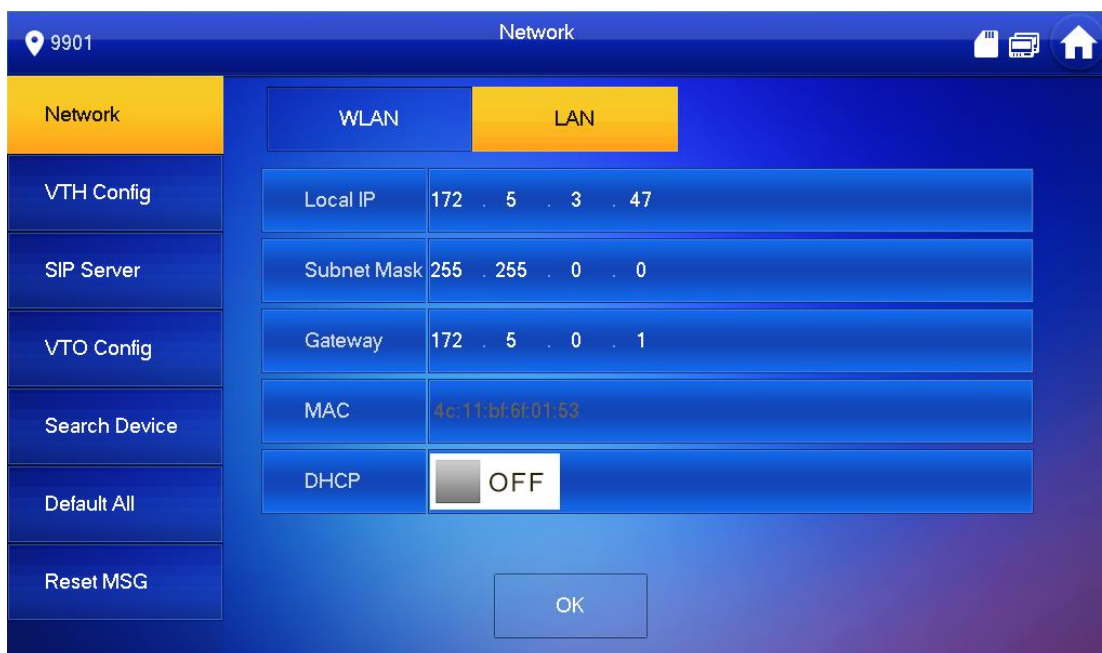 9901
Network
Network
VTH Config
SIP Server
VTO Config
Search Device
Default All
Reset MSG
WLAN LAN
Local IP 172 . 5 . 3 . 47
Subnet Mask 255 . 255 . 0 . 0
Gateway 172 . 5 . 0 . 1
MAC 4c:11:bf:6f:01:53
DHCP OFF
OK